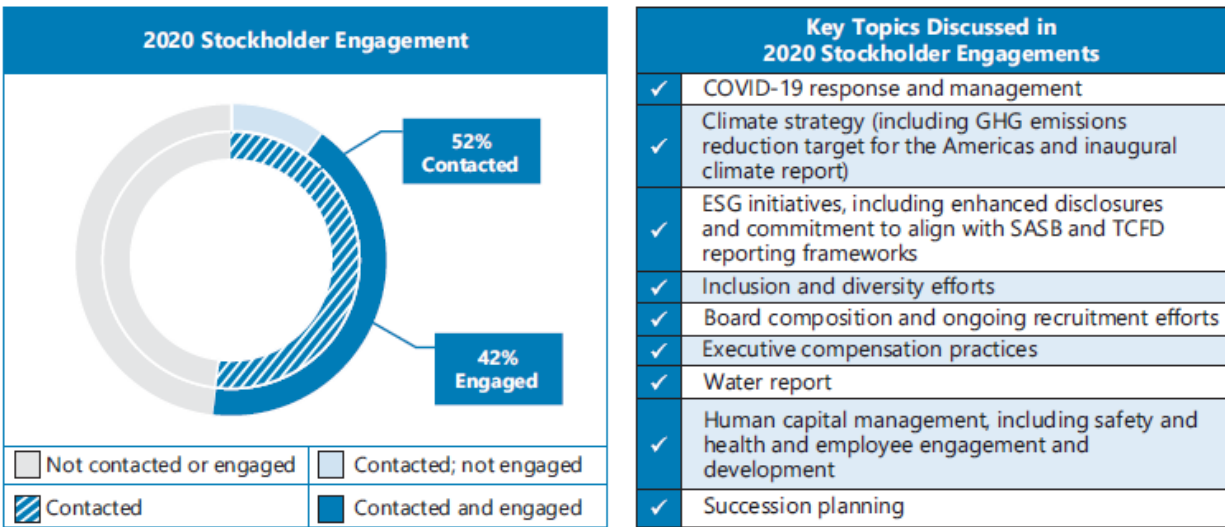 2020 Stockholder Engagement
52%
Contacted
42%
Engaged
Not contacted or engaged
Contacted; not engaged
Contacted
Contacted and engaged
Key Topics Discussed in
2020 Stockholder Engagements
✓ COVID-19 response and management
✓ Climate strategy (including GHG emissions
reduction target for the Americas and inaugural
climate report)
✓ ESG initiatives, including enhanced disclosures
and commitment to align with SASB and TCFD
reporting frameworks
✓ Inclusion and diversity efforts
✓ Board composition and ongoing recruitment efforts
✓ Executive compensation practices
✓ Water report
✓ Human capital management, including safety and
health and employee engagement and
development
✓ Succession planning